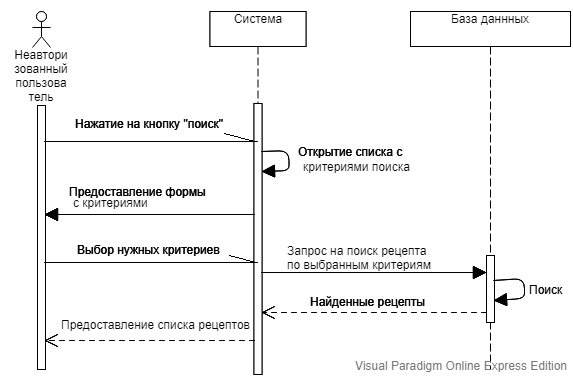 Система
База даннных
Неавтори
зованный
пользова
тель
Нажатие на кнопку "поиск"
Открытие списка с
критериями поиска
Предоставление формы
с критериями
Выбор нужных критериев
Запрос на поиск рецепта
по выбранным критериям
Поиск
Найденные рецепты
Предоставление списка рецептов
Visual Paradigm Online Express Edition